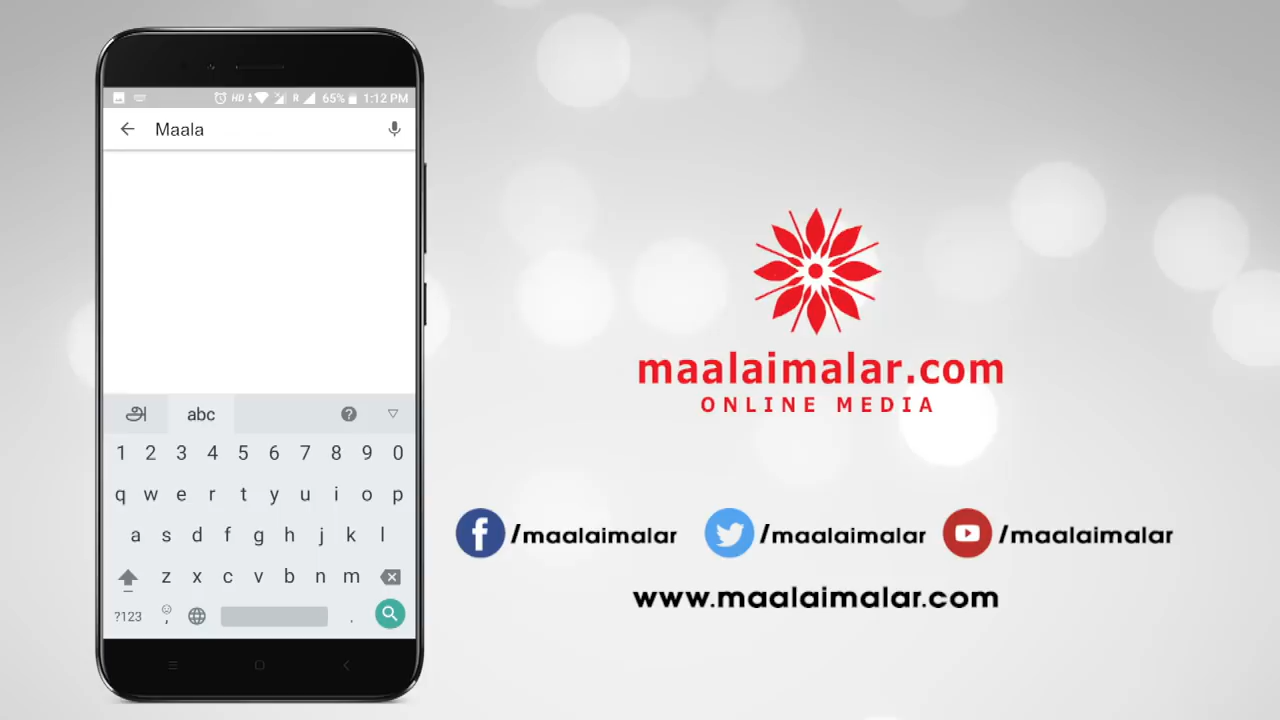 HD R 65% 1:12 PM
Maala
அ abc ?
1 2 3 4 5 6 7 8 9 0
q w e r t y u i o p
a s d f g h j k l
z x c v b n m
?123 , .
maalaimalar.com
ONLINE MEDIA
/maalaimalar /maalaimalar /maalaimalar
www.maalaimalar.com